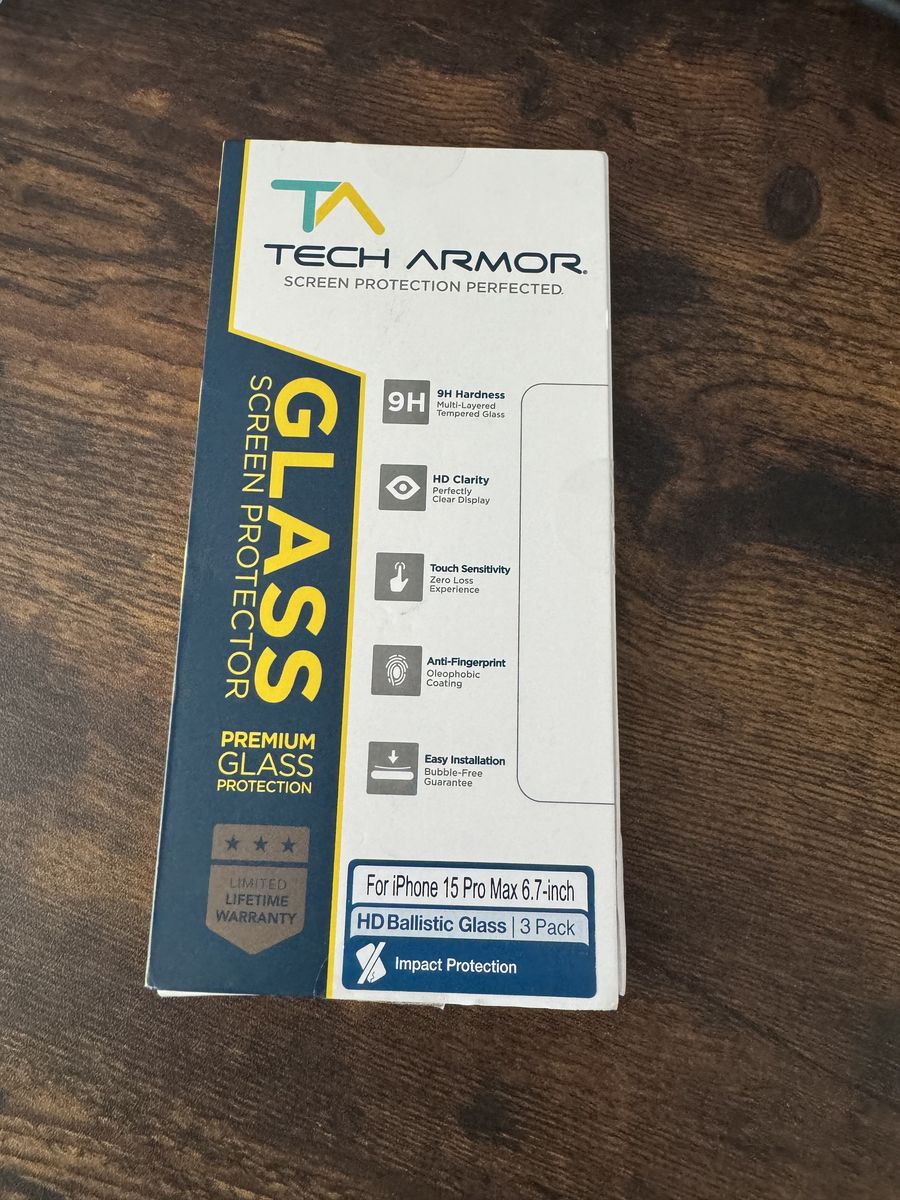 TA
TECH ARMOR®
SCREEN PROTECTION PERFECTED.
GLASS
SCREEN PROTECTOR
PREMIUM
GLASS
PROTECTION
LIMITED
LIFETIME
WARRANTY
9H
9H Hardness
Multi-Layered
Tempered Glass
HD Clarity
Perfectly
Clear Display
Touch Sensitivity
Zero Loss
Experience
Anti-Fingerprint
Oleophobic
Coating
Easy Installation
Bubble-Free
Guarantee
For iPhone 15 Pro Max 6.7-inch
HD Ballistic Glass | 3 Pack
Impact Protection